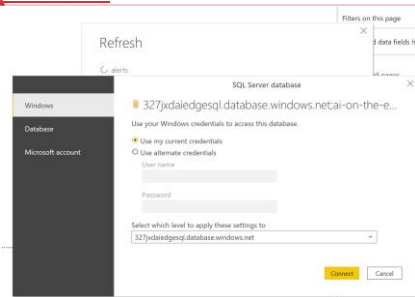 Filters on this page
Refresh
d data fields h
alerts
SQL Server database
Windows
Database
Microsoft account
327jxdaiedgesql.database.windows.net;ai-on-the-e...
Use your Windows credentials to access this database.
Use my current credentials
Use alternate credentials
User name
Password
Select which level to apply these settings to
327jxdaiedgesql.database.windows.net
Connect
Cancel